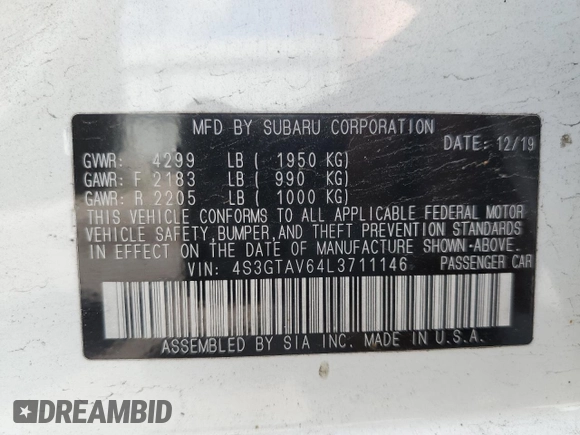 MFD BY SUBARU CORPORATION
DATE: 12/19
GVWR: 4299 LB ( 1950 KG)
GAWR: F 2183 LB ( 990 KG)
GAWR: R 2205 LB ( 1000 KG)
THIS VEHICLE CONFORMS TO ALL APPLICABLE FEDERAL MOTOR
VEHICLE SAFETY, BUMPER, AND THEFT PREVENTION STANDARDS
IN EFFECT ON THE DATE OF MANUFACTURE SHOWN-ABOVE.
VIN: 4S3GTAV64L3711146 PASSENGER CAR
ASSEMBLED BY SIA INC. MADE IN U.S.A.
DREAMBID